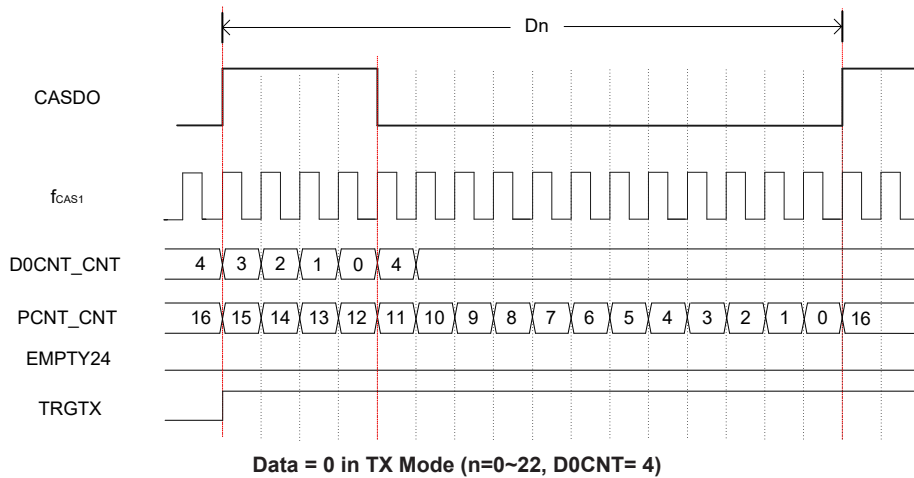 Dn
CASDO
fCAS1
D0CNT_CNT 4 3 2 1 0 4
PCNT_CNT 16 15 14 13 12 11 10 9 8 7 6 5 4 3 2 1 0 16
EMPTY24
TRGTX
Data = 0 in TX Mode (n=0~22, D0CNT= 4)